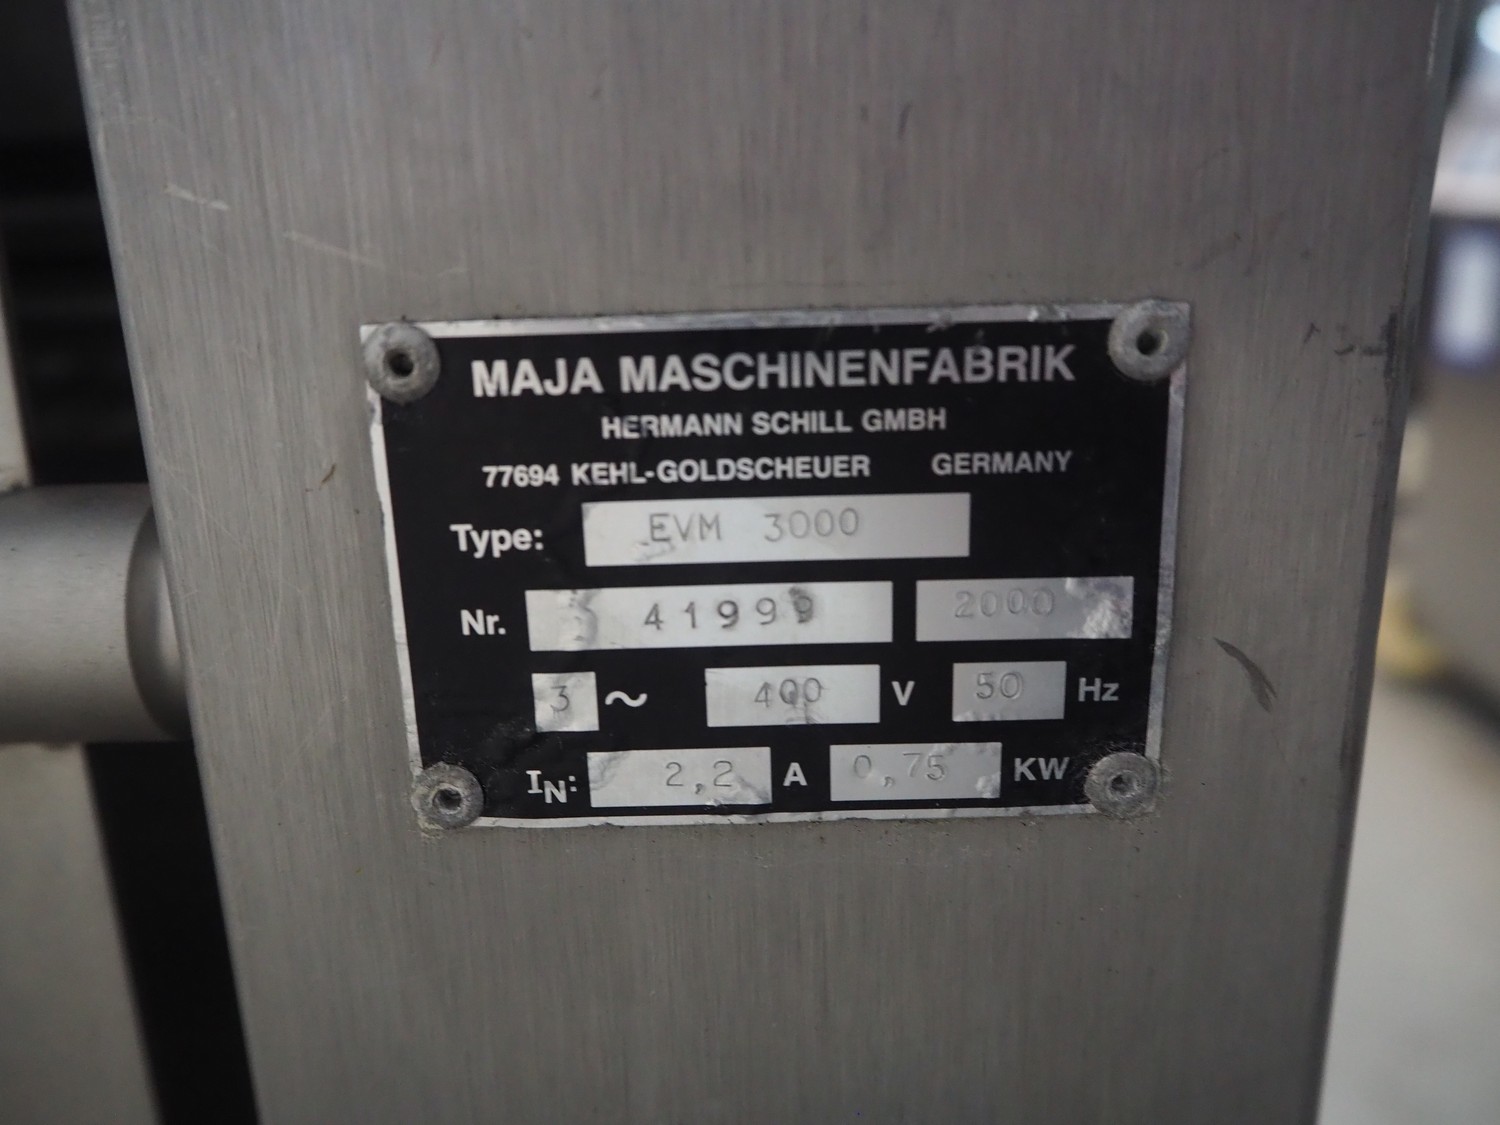 MAJA MASCHINENFABRIK
HERMANN SCHILL GMBH
77694 KEHL-GOLDSCHEUER GERMANY
Type: EVM 3000
Nr. 41999 2000
3 ~ 400 V 50 Hz
IN: 2,2 A 0,75 KW